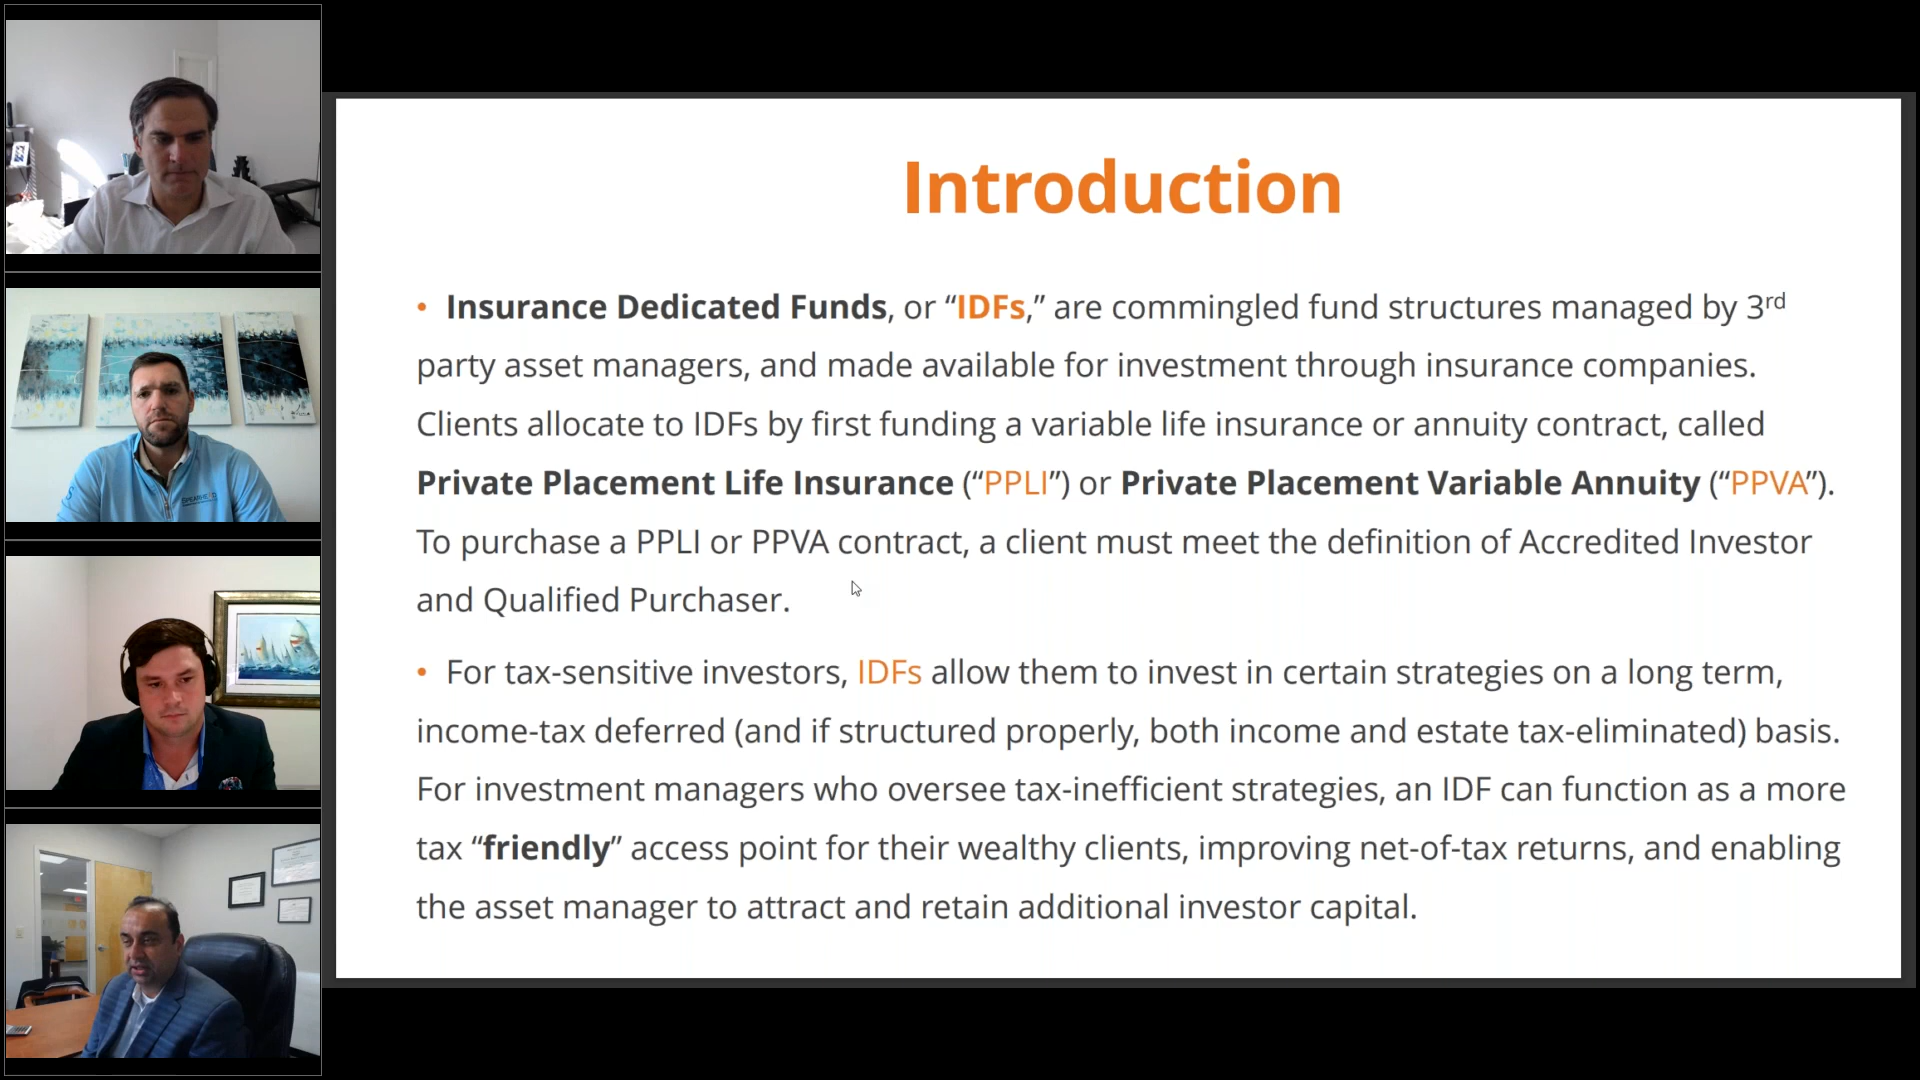 Introduction
• Insurance Dedicated Funds, or “IDFs,” are commingled fund structures managed by 3rd
party asset managers, and made available for investment through insurance companies.
Clients allocate to IDFs by first funding a variable life insurance or annuity contract, called
Private Placement Life Insurance (“PPLI”) or Private Placement Variable Annuity (“PPVA”).
To purchase a PPLI or PPVA contract, a client must meet the definition of Accredited Investor
and Qualified Purchaser.
• For tax-sensitive investors, IDFs allow them to invest in certain strategies on a long term,
income-tax deferred (and if structured properly, both income and estate tax-eliminated) basis.
For investment managers who oversee tax-inefficient strategies, an IDF can function as a more
tax “friendly” access point for their wealthy clients, improving net-of-tax returns, and enabling
the asset manager to attract and retain additional investor capital.